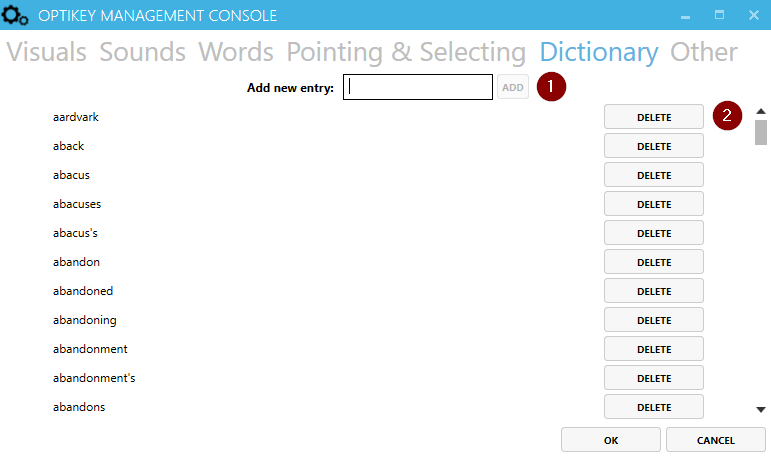 OPTIKEY MANAGEMENT CONSOLE
Visuals Sounds Words Pointing & Selecting Dictionary Other
Add new entry: ADD 1
aardvark DELETE 2
aback DELETE
abacus DELETE
abacuses DELETE
abacus's DELETE
abandon DELETE
abandoned DELETE
abandoning DELETE
abandonment DELETE
abandonment's DELETE
abandons DELETE
OK CANCEL